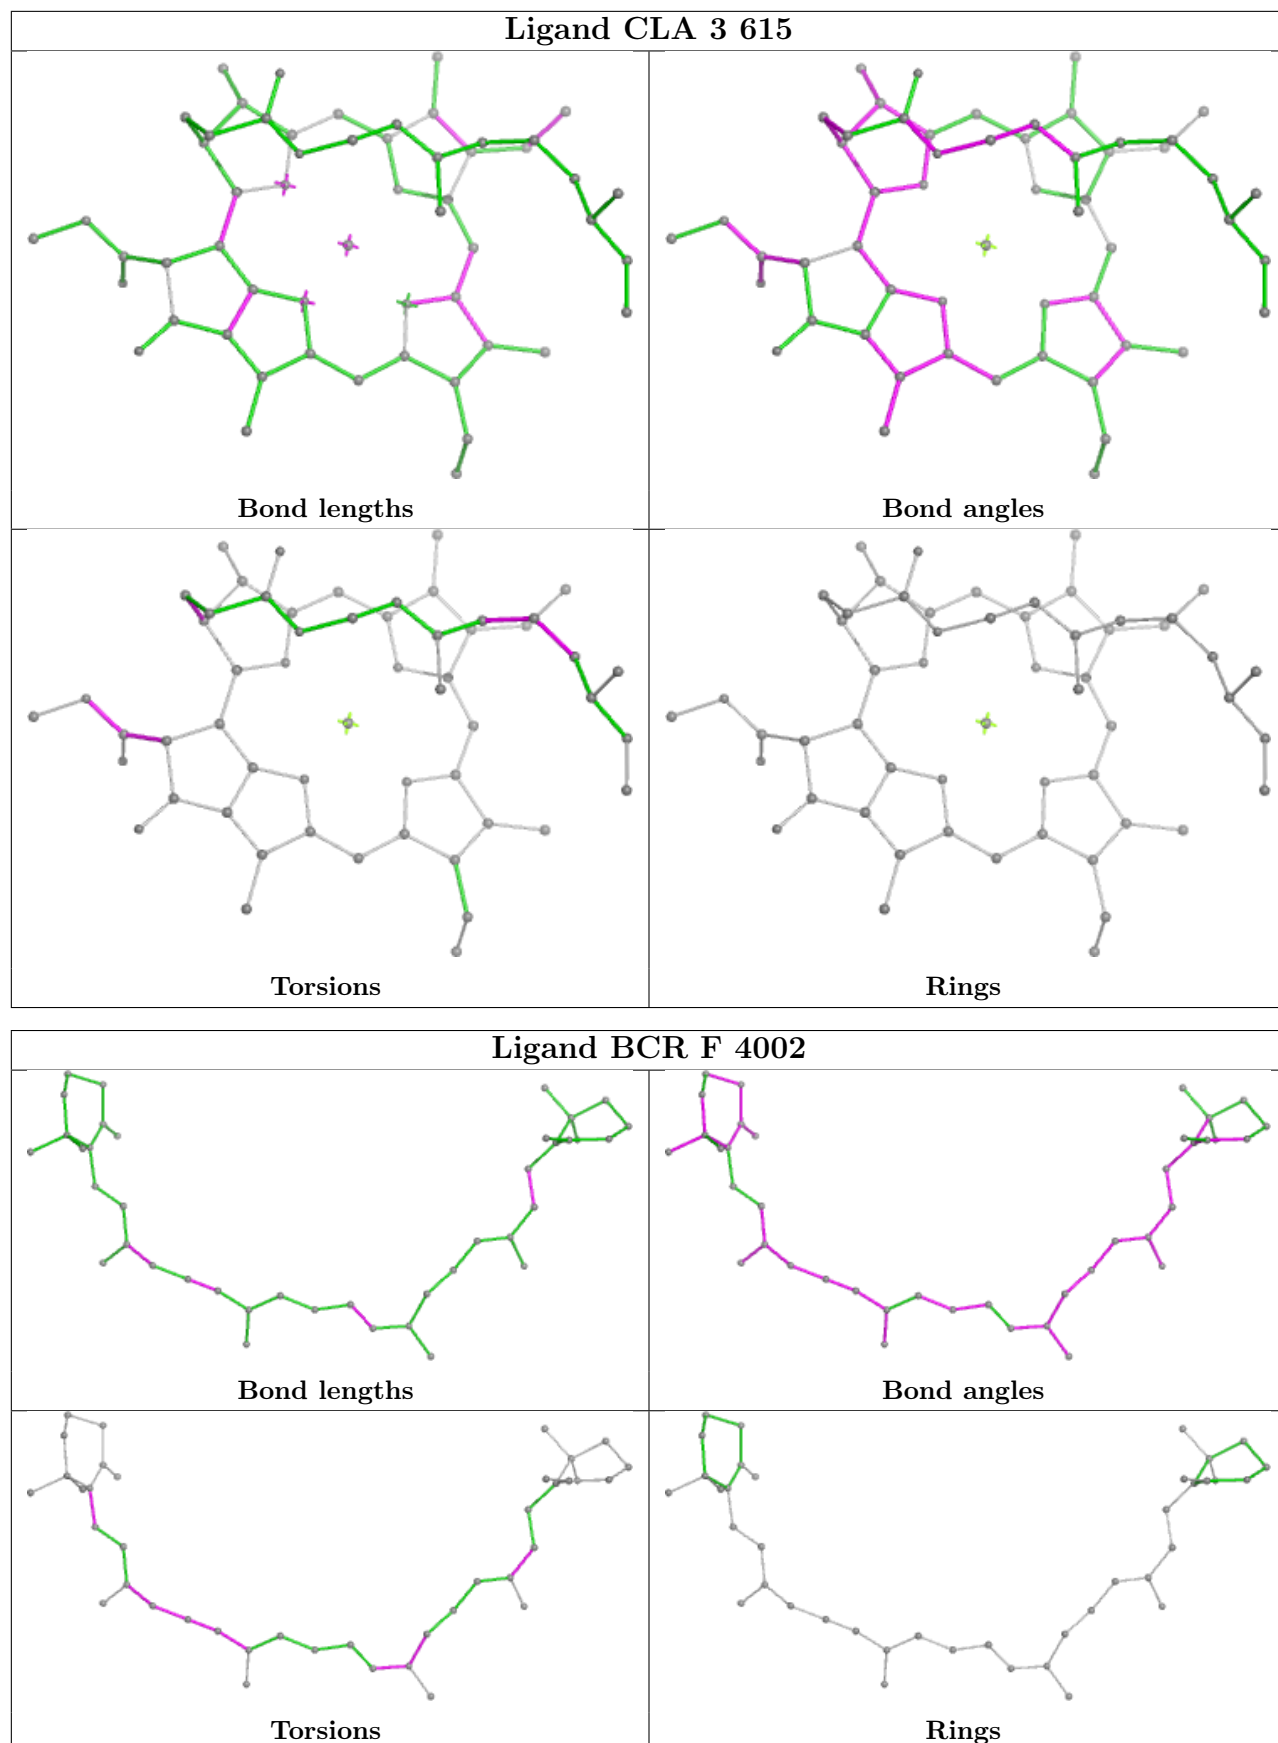 Ligand CLA 3 615
Bond lengths
Bond angles
Torsions
Rings
Ligand BCR F 4002
Bond lengths
Bond angles
Torsions
Rings